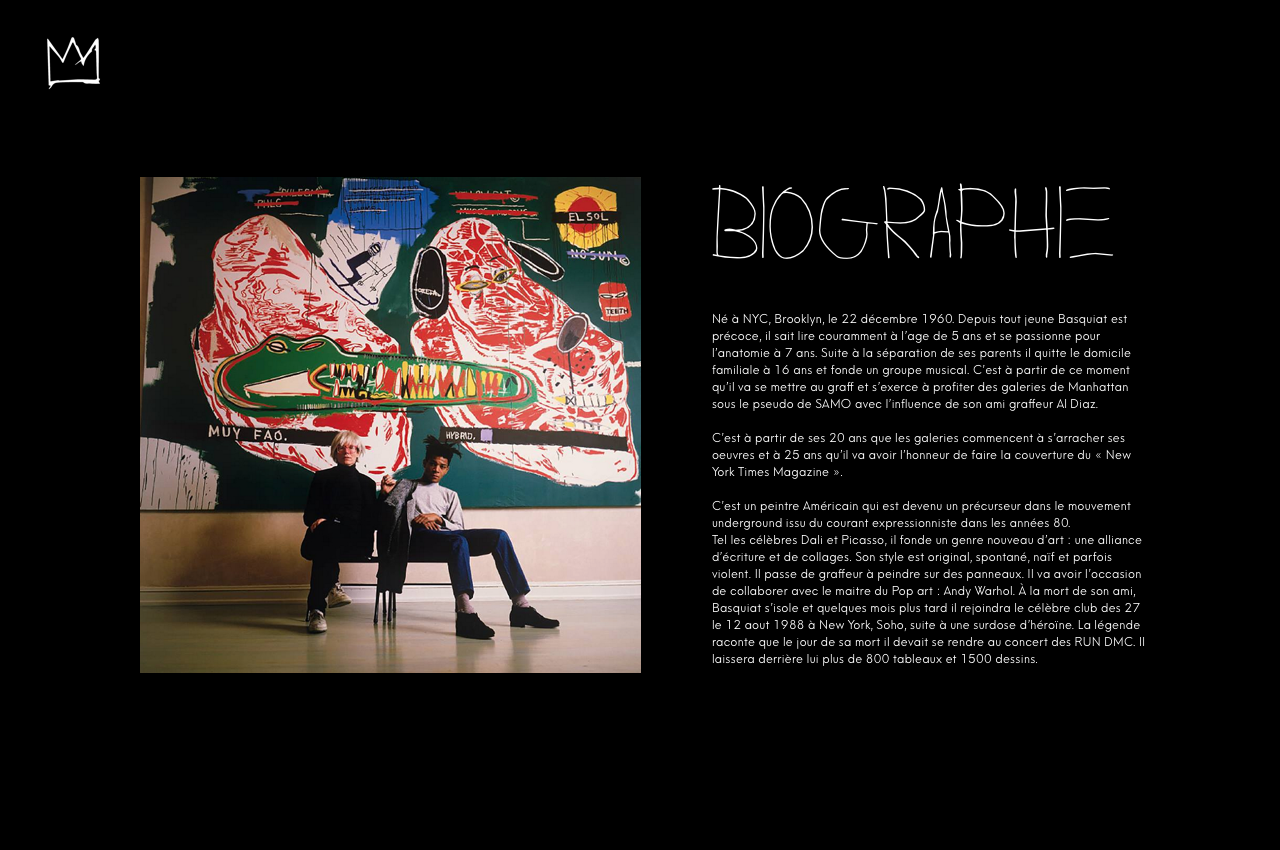 EL SOL
MUY FAO.
HYBRID,
TEETH
BIOGRAPHIE
Né à NYC, Brooklyn, le 22 décembre 1960. Depuis tout jeune Basquiat est
précoce, il sait lire couramment à l'age de 5 ans et se passionne pour
l'anatomie à 7 ans. Suite à la séparation de ses parents il quitte le domicile
familiale à 16 ans et fonde un groupe musical. C'est à partir de ce moment
qu'il va se mettre au graff et s'exerce à profiter des galeries de Manhattan
sous le pseudo de SAMO avec l'influence de son ami graffeur Al Diaz.
C'est à partir de ses 20 ans que les galeries commencent à s'arracher ses
oeuvres et à 25 ans qu'il va avoir l'honneur de faire la couverture du « New
York Times Magazine ».
C'est un peintre Américain qui est devenu un précurseur dans le mouvement
underground issu du courant expressionniste dans les années 80.
Tel les célèbres Dali et Picasso, il fonde un genre nouveau d'art : une alliance
d'écriture et de collages. Son style est original, spontané, naïf et parfois
violent. Il passe de graffeur à peindre sur des panneaux. Il va avoir l'occasion
de collaborer avec le maitre du Pop art : Andy Warhol. À la mort de son ami,
Basquiat s'isole et quelques mois plus tard il rejoindra le célèbre club des 27
le 12 aout 1988 à New York, Soho, suite à une surdose d'héroïne. La légende
raconte que le jour de sa mort il devait se rendre au concert des RUN DMC. Il
laissera derrière lui plus de 800 tableaux et 1500 dessins.